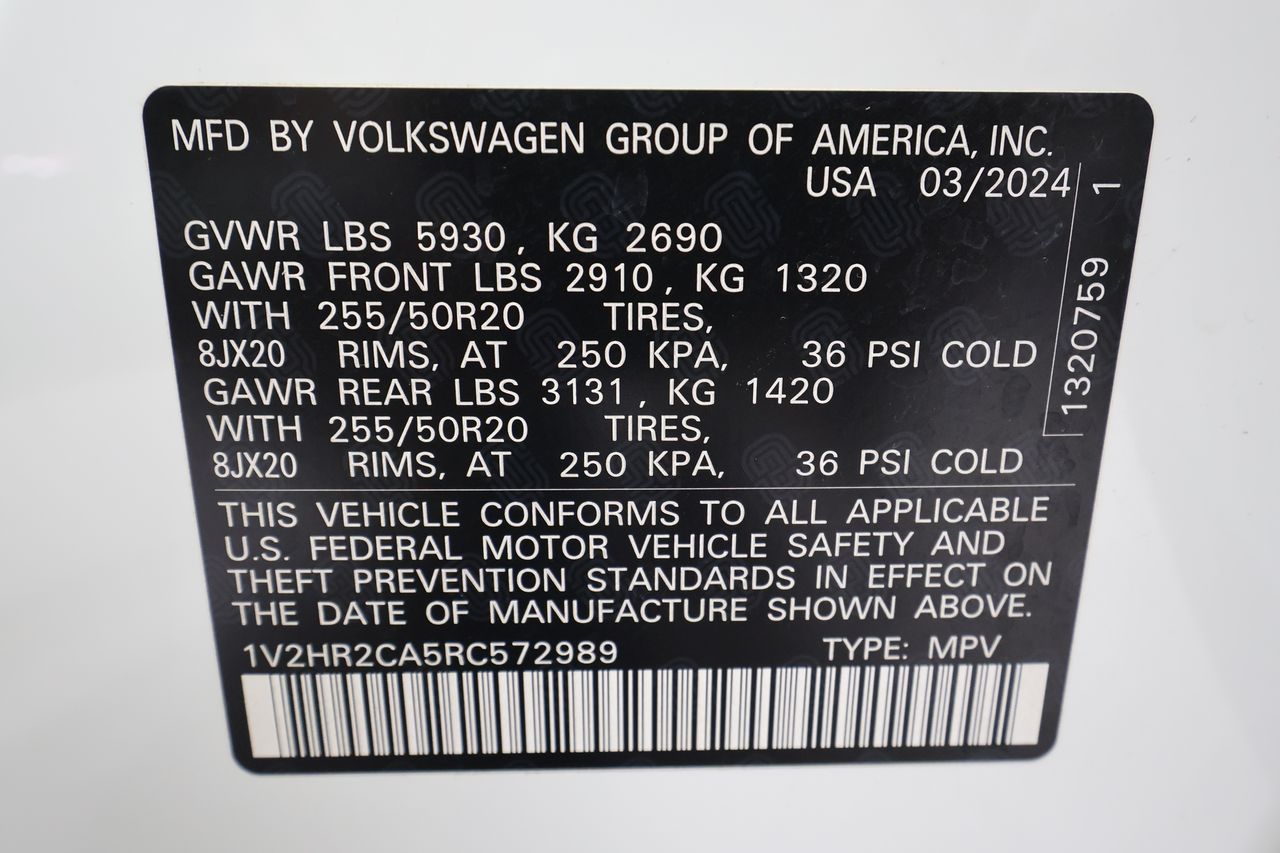 MFD BY VOLKSWAGEN GROUP OF AMERICA, INC.
USA 03/2024
GVWR LBS 5930, KG 2690
GAWR FRONT LBS 2910, KG 1320
WITH 255/50R20 TIRES,
8JX20 RIMS, AT 250 KPA, 36 PSI COLD
GAWR REAR LBS 3131, KG 1420
WITH 255/50R20 TIRES,
8JX20 RIMS, AT 250 KPA, 36 PSI COLD
13207591 1
THIS VEHICLE CONFORMS TO ALL APPLICABLE
U.S. FEDERAL MOTOR VEHICLE SAFETY AND
THEFT PREVENTION STANDARDS IN EFFECT ON
THE DATE OF MANUFACTURE SHOWN ABOVE.
1V2HR2CA5RC572989 TYPE: MPV